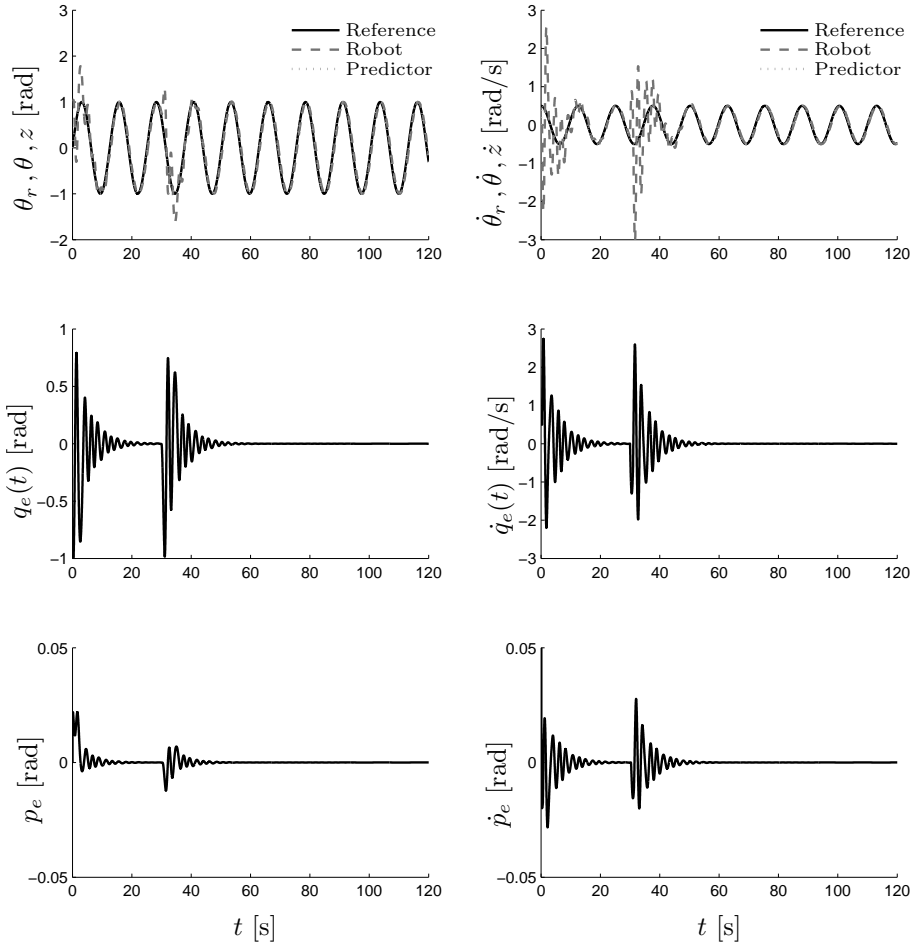 3
2
1
0
−1
−2
0 20 40 60 80 100 120
θ_r , θ , z [rad]
Reference
Robot
Predictor
3
2
1
0
−1
−2
−3
0 20 40 60 80 100 120
θ̇_r , θ̇ , ż [rad/s]
Reference
Robot
Predictor
1
0.5
0
−0.5
−1
0 20 40 60 80 100 120
q_e(t) [rad]
3
2
1
0
−1
−2
−3
0 20 40 60 80 100 120
q̇_e(t) [rad/s]
0.05
0
−0.05
0 20 40 60 80 100 120
p_e [rad]
t [s]
0.05
0
−0.05
0 20 40 60 80 100 120
ṗ_e [rad]
t [s]